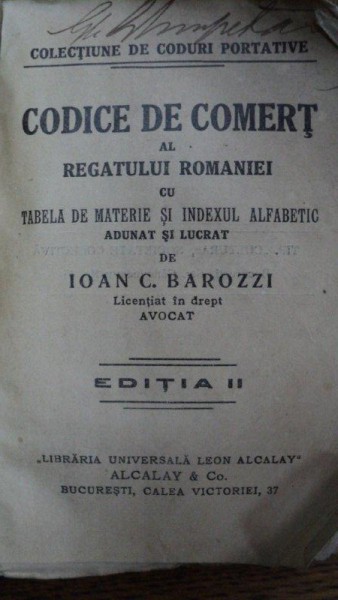 COLECȚIUNE DE CODURI PORTATIVE
CODICE DE COMERȚ
AL
REGATULUI ROMANIEI
CU
TABELA DE MATERIE ȘI INDEXUL ALFABETIC
ADUNAT ȘI LUCRAT
DE
IOAN C. BAROZZI
Licențiat în drept
AVOCAT
EDIȚIA II
„LIBRĂRIA UNIVERSALĂ LEON ALCALAY"
ALCALAY & Co.
BUCUREȘTI, CALEA VICTORIEI, 37